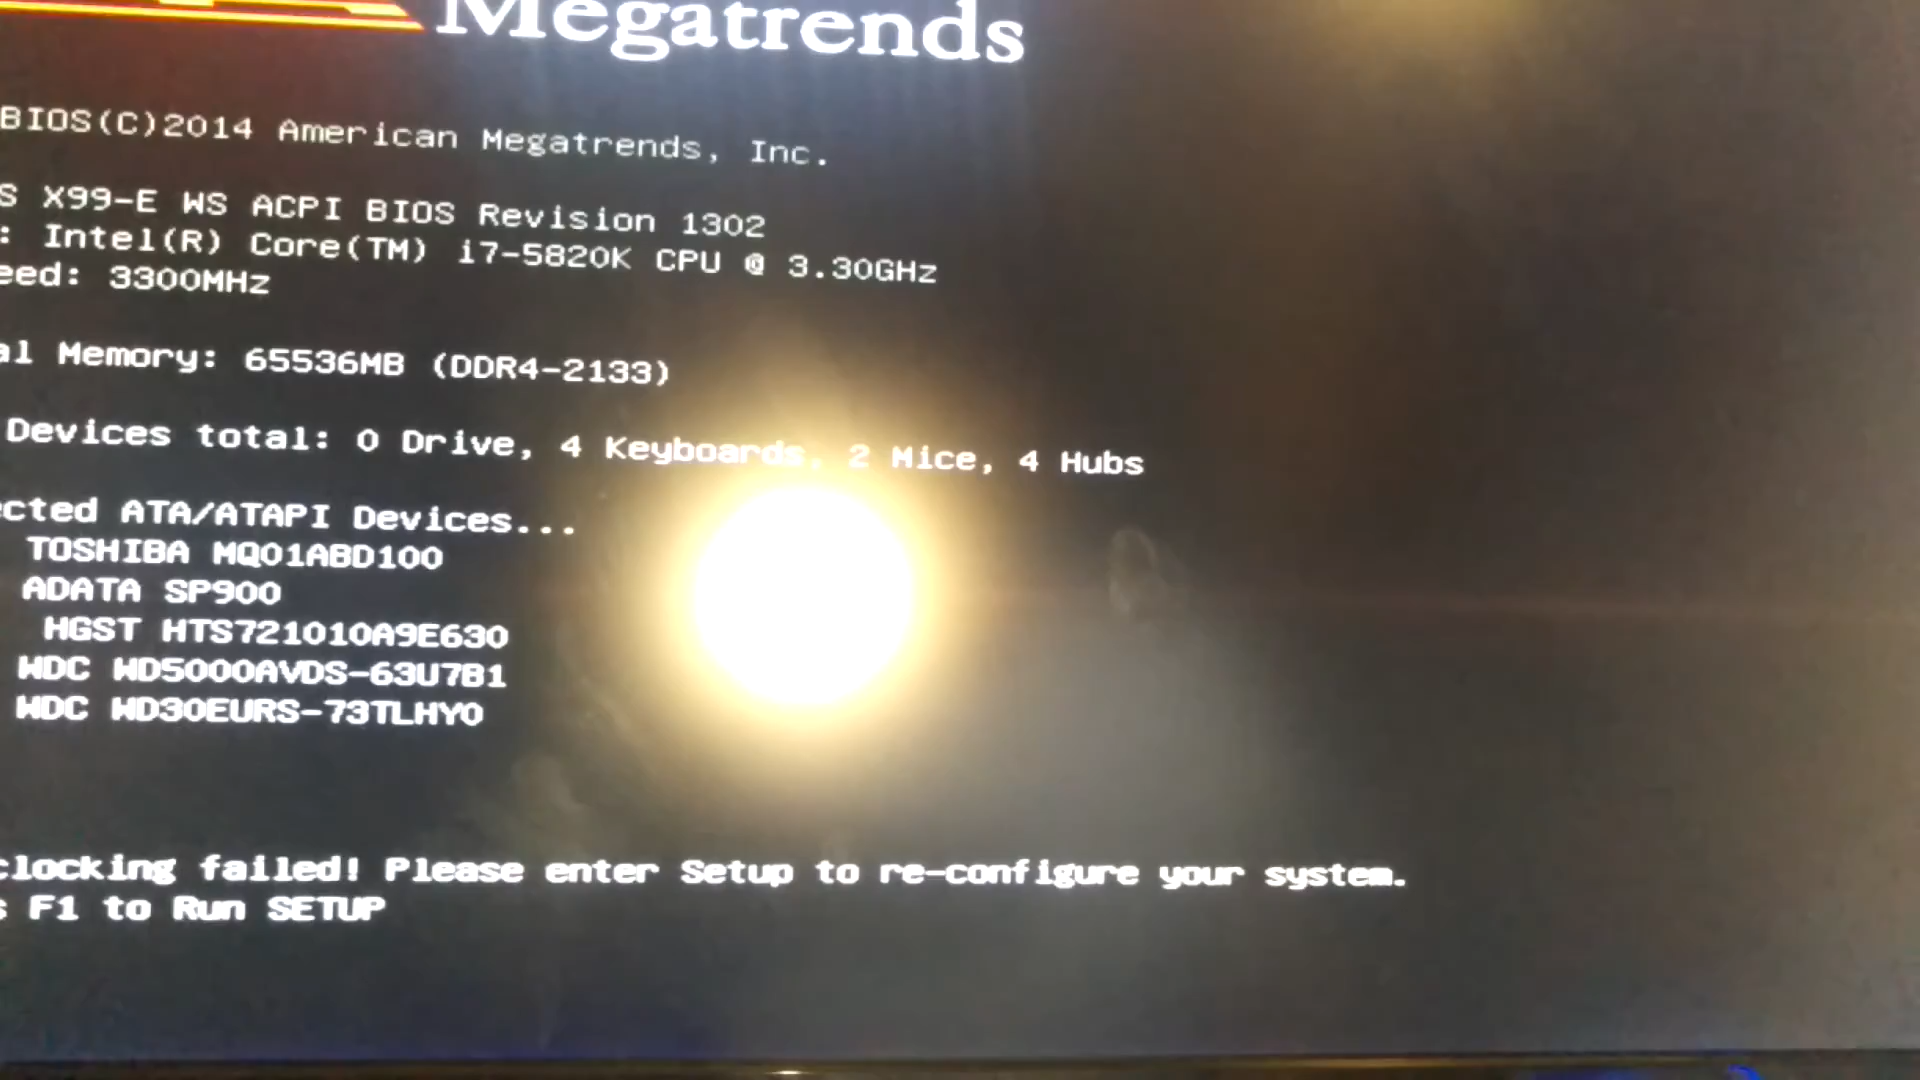 Megatrends
BIOS(C)2014 American Megatrends, Inc.
S X99-E WS ACPI BIOS Revision 1302
: Intel(R) Core(TM) i7-5820K CPU @ 3.30GHz
eed: 3300MHz
al Memory: 65536MB (DDR4-2133)
Devices total: 0 Drive, 4 Keyboards, 2 Mice, 4 Hubs
cted ATA/ATAPI Devices...
TOSHIBA MQ01ABD100
ADATA SP900
HGST HTS721010A9E630
WDC WD5000AVDS-63U7B1
WDC WD30EURS-73TLHY0
clocking failed! Please enter Setup to re-configure your system.
s F1 to Run SETUP